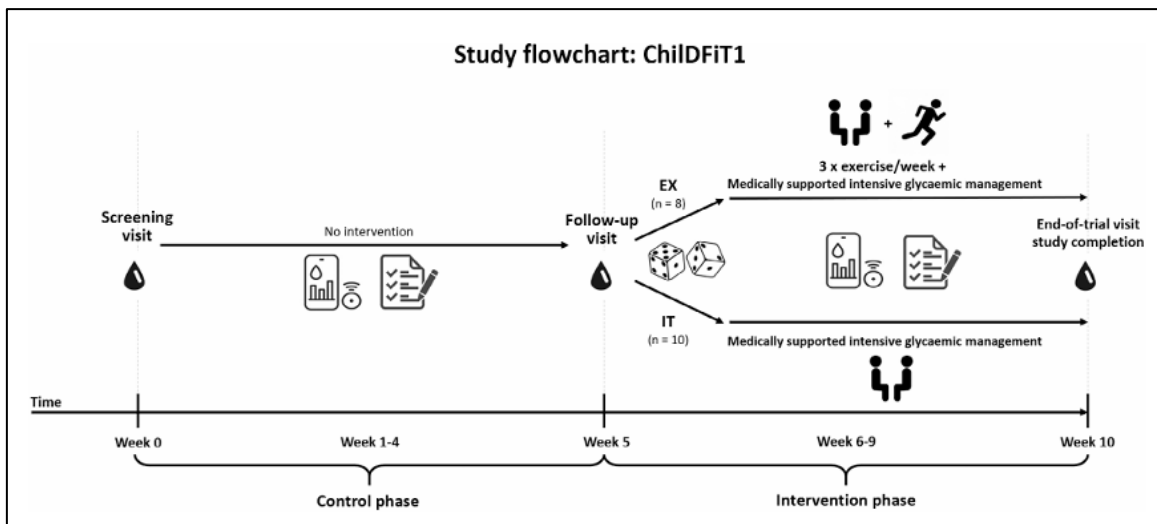 Study flowchart: ChilDFiT1
+
3 x exercise/week +
Medically supported intensive glycaemic management
EX
(n = 8)
Screening
visit
No intervention
Follow-up
visit
End-of-trial visit
study completion
IT
(n = 10)
Medically supported intensive glycaemic management
Time
Week 0
Week 1-4
Week 5
Week 6-9
Week 10
Control phase
Intervention phase